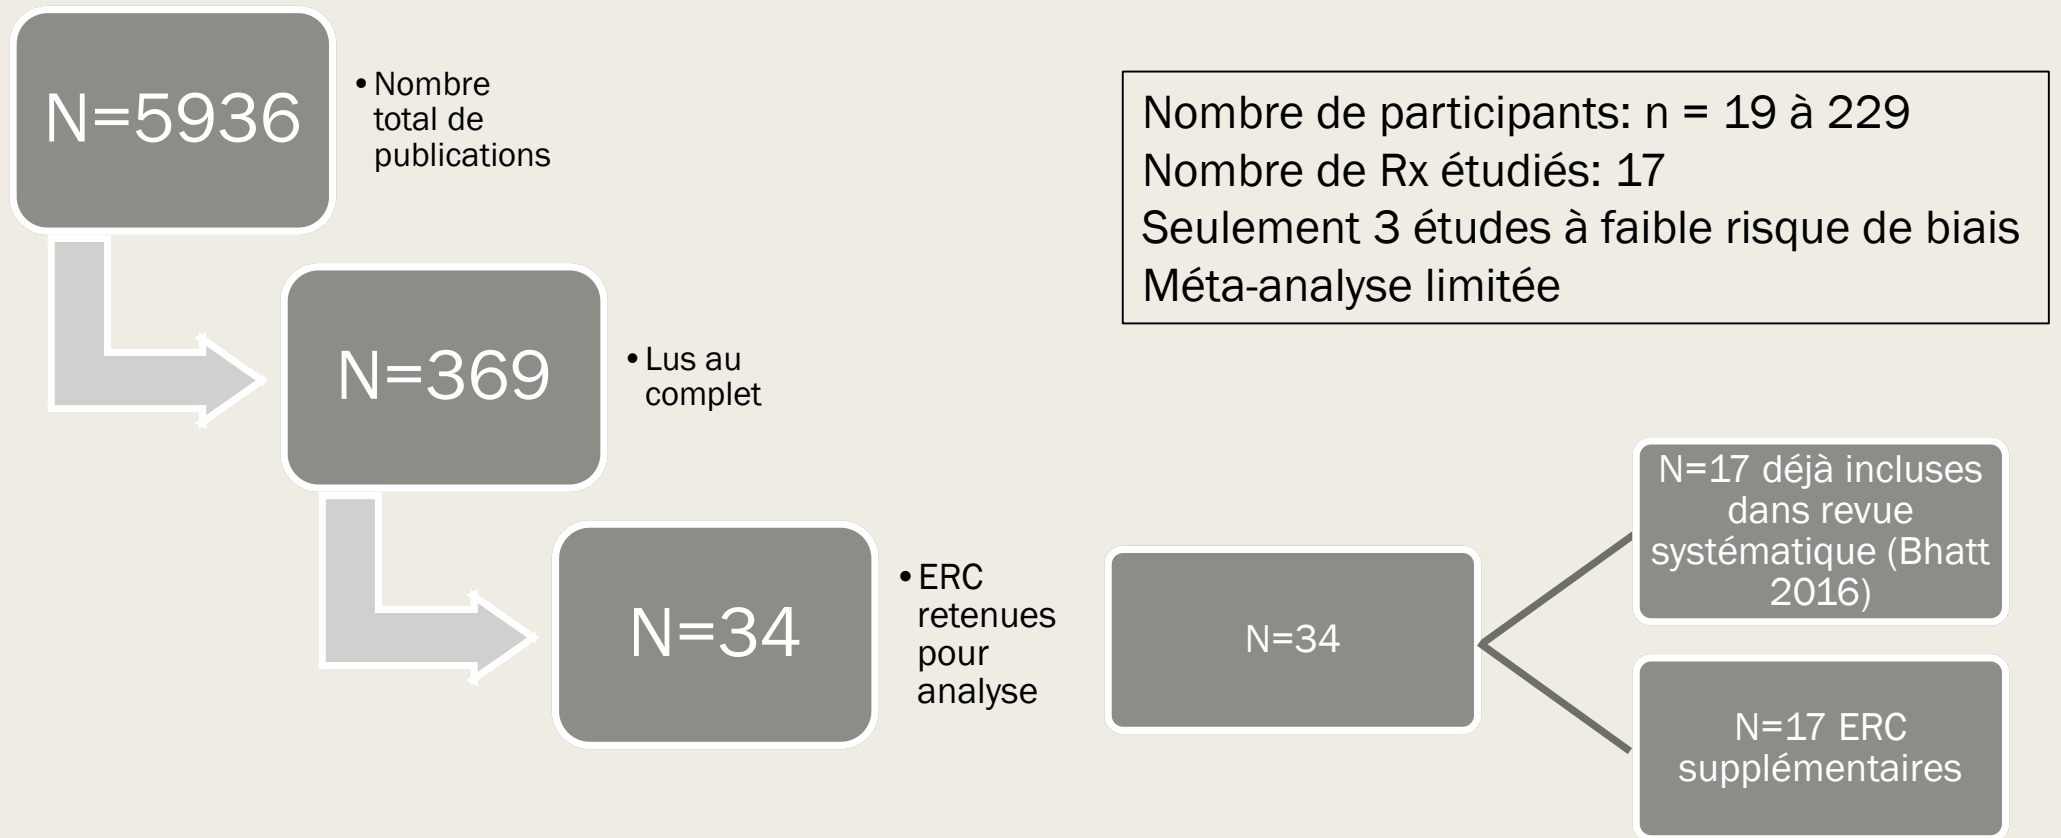 N=5936
•Nombre
total de
publications
N=369
•Lus au
complet
N=34
•ERC
retenues
pour
analyse
Nombre de participants: n = 19 à 229
Nombre de Rx étudiés: 17
Seulement 3 études à faible risque de biais
Méta-analyse limitée
N=34
N=17 déjà incluses
dans revue
systématique (Bhatt
2016)
N=17 ERC
supplémentaires